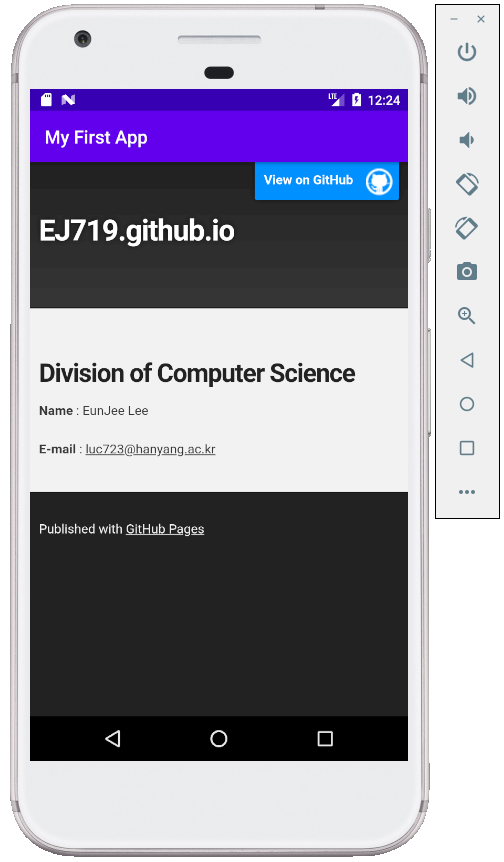 LTE 12:24
My First App
View on GitHub
EJ719.github.io
Division of Computer Science
Name : EunJee Lee
E-mail : luc723@hanyang.ac.kr
Published with GitHub Pages